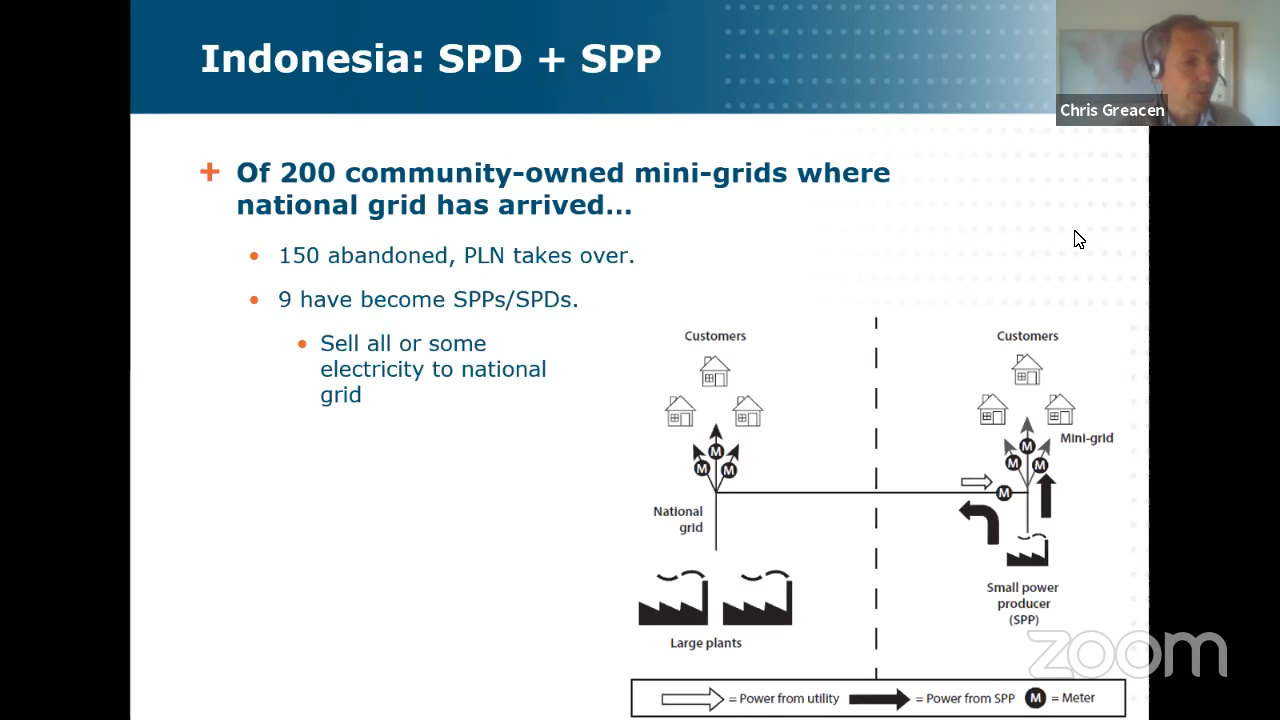 Indonesia: SPD + SPP
Chris Greacen
+ Of 200 community-owned mini-grids where
national grid has arrived...
• 150 abandoned, PLN takes over.
• 9 have become SPPs/SPDs.
• Sell all or some
electricity to national
grid
Customers
Customers
Mini-grid
M
M
M
M
M
M
M
National
grid
Large plants
Small power
producer
(SPP)
zoom
= Power from utility
= Power from SPP
M = Meter